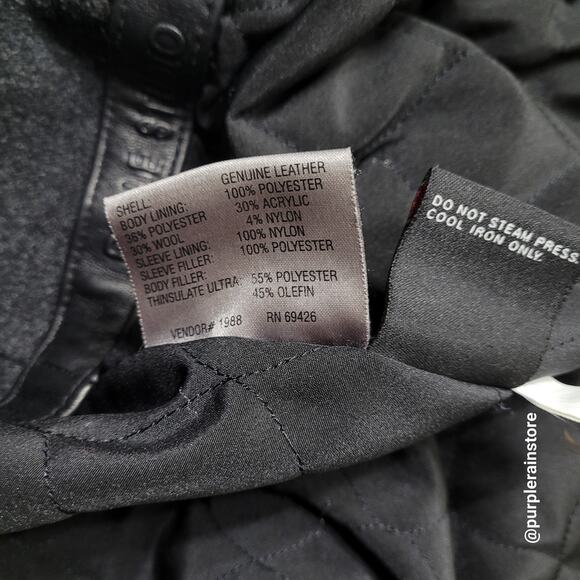 SHELL: GENUINE LEATHER
BODY LINING: 100% POLYESTER
36% POLYESTER 30% ACRYLIC
30% WOOL 4% NYLON
SLEEVE LINING: 100% NYLON
SLEEVE FILLER: 100% POLYESTER
BODY FILLER:
THINSULATE ULTRA: 55% POLYESTER
45% OLEFIN
VENDOR# 1988 RN 69426
DO NOT STEAM PRESS.
COOL IRON ONLY.
@purplerainstore